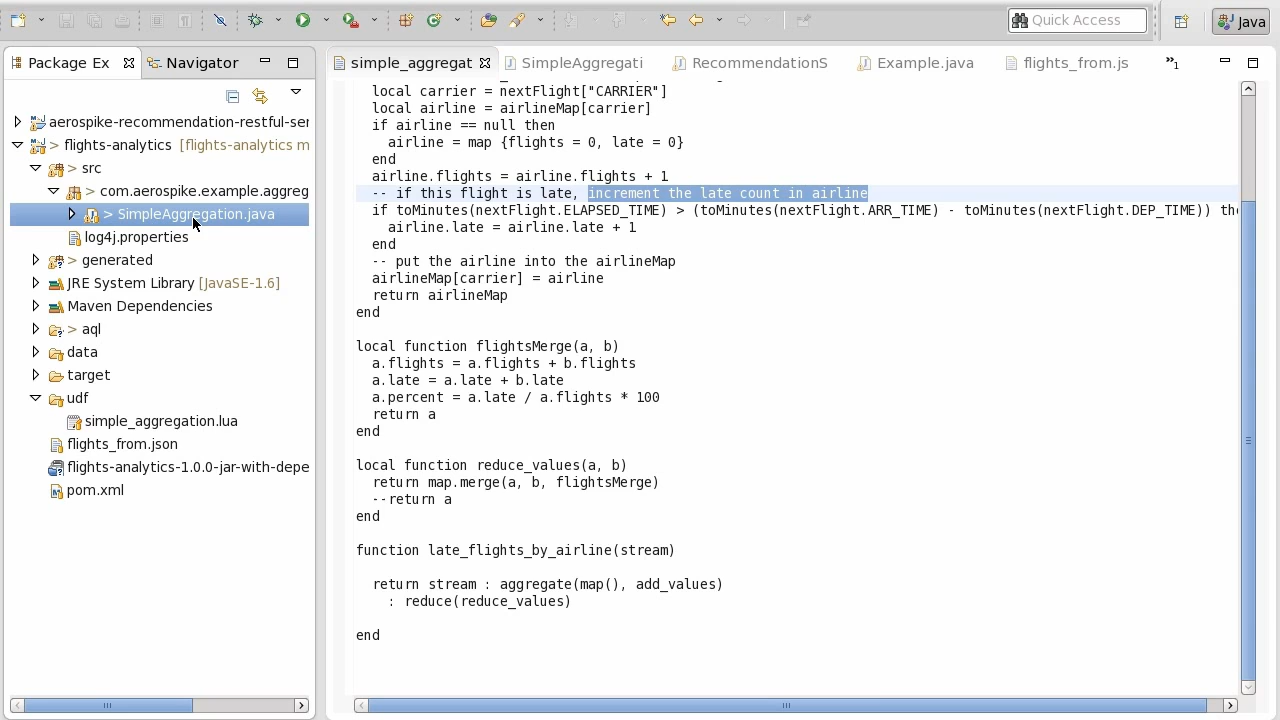 Quick Access
Java
Package Ex
Navigator
aerospike-recommendation-restful-ser
> flights-analytics [flights-analytics m
> src
> com.aerospike.example.aggreg
> SimpleAggregation.java
log4j.properties
> generated
JRE System Library [JavaSE-1.6]
Maven Dependencies
> aql
data
target
udf
simple_aggregation.lua
flights_from.json
flights-analytics-1.0.0-jar-with-depe
pom.xml
simple_aggregat
SimpleAggregati
RecommendationS
Example.java
flights_from.js
»1
local carrier = nextFlight["CARRIER"]
local airline = airlineMap[carrier]
if airline == null then
airline = map {flights = 0, late = 0}
end
airline.flights = airline.flights + 1
-- if this flight is late, increment the late count in airline
if toMinutes(nextFlight.ELAPSED_TIME) > (toMinutes(nextFlight.ARR_TIME) - toMinutes(nextFlight.DEP_TIME)) the
airline.late = airline.late + 1
end
-- put the airline into the airlineMap
airlineMap[carrier] = airline
return airlineMap
end
local function flightsMerge(a, b)
a.flights = a.flights + b.flights
a.late = a.late + b.late
a.percent = a.late / a.flights * 100
return a
end
local function reduce_values(a, b)
return map.merge(a, b, flightsMerge)
--return a
end
function late_flights_by_airline(stream)
return stream : aggregate(map(), add_values)
: reduce(reduce_values)
end